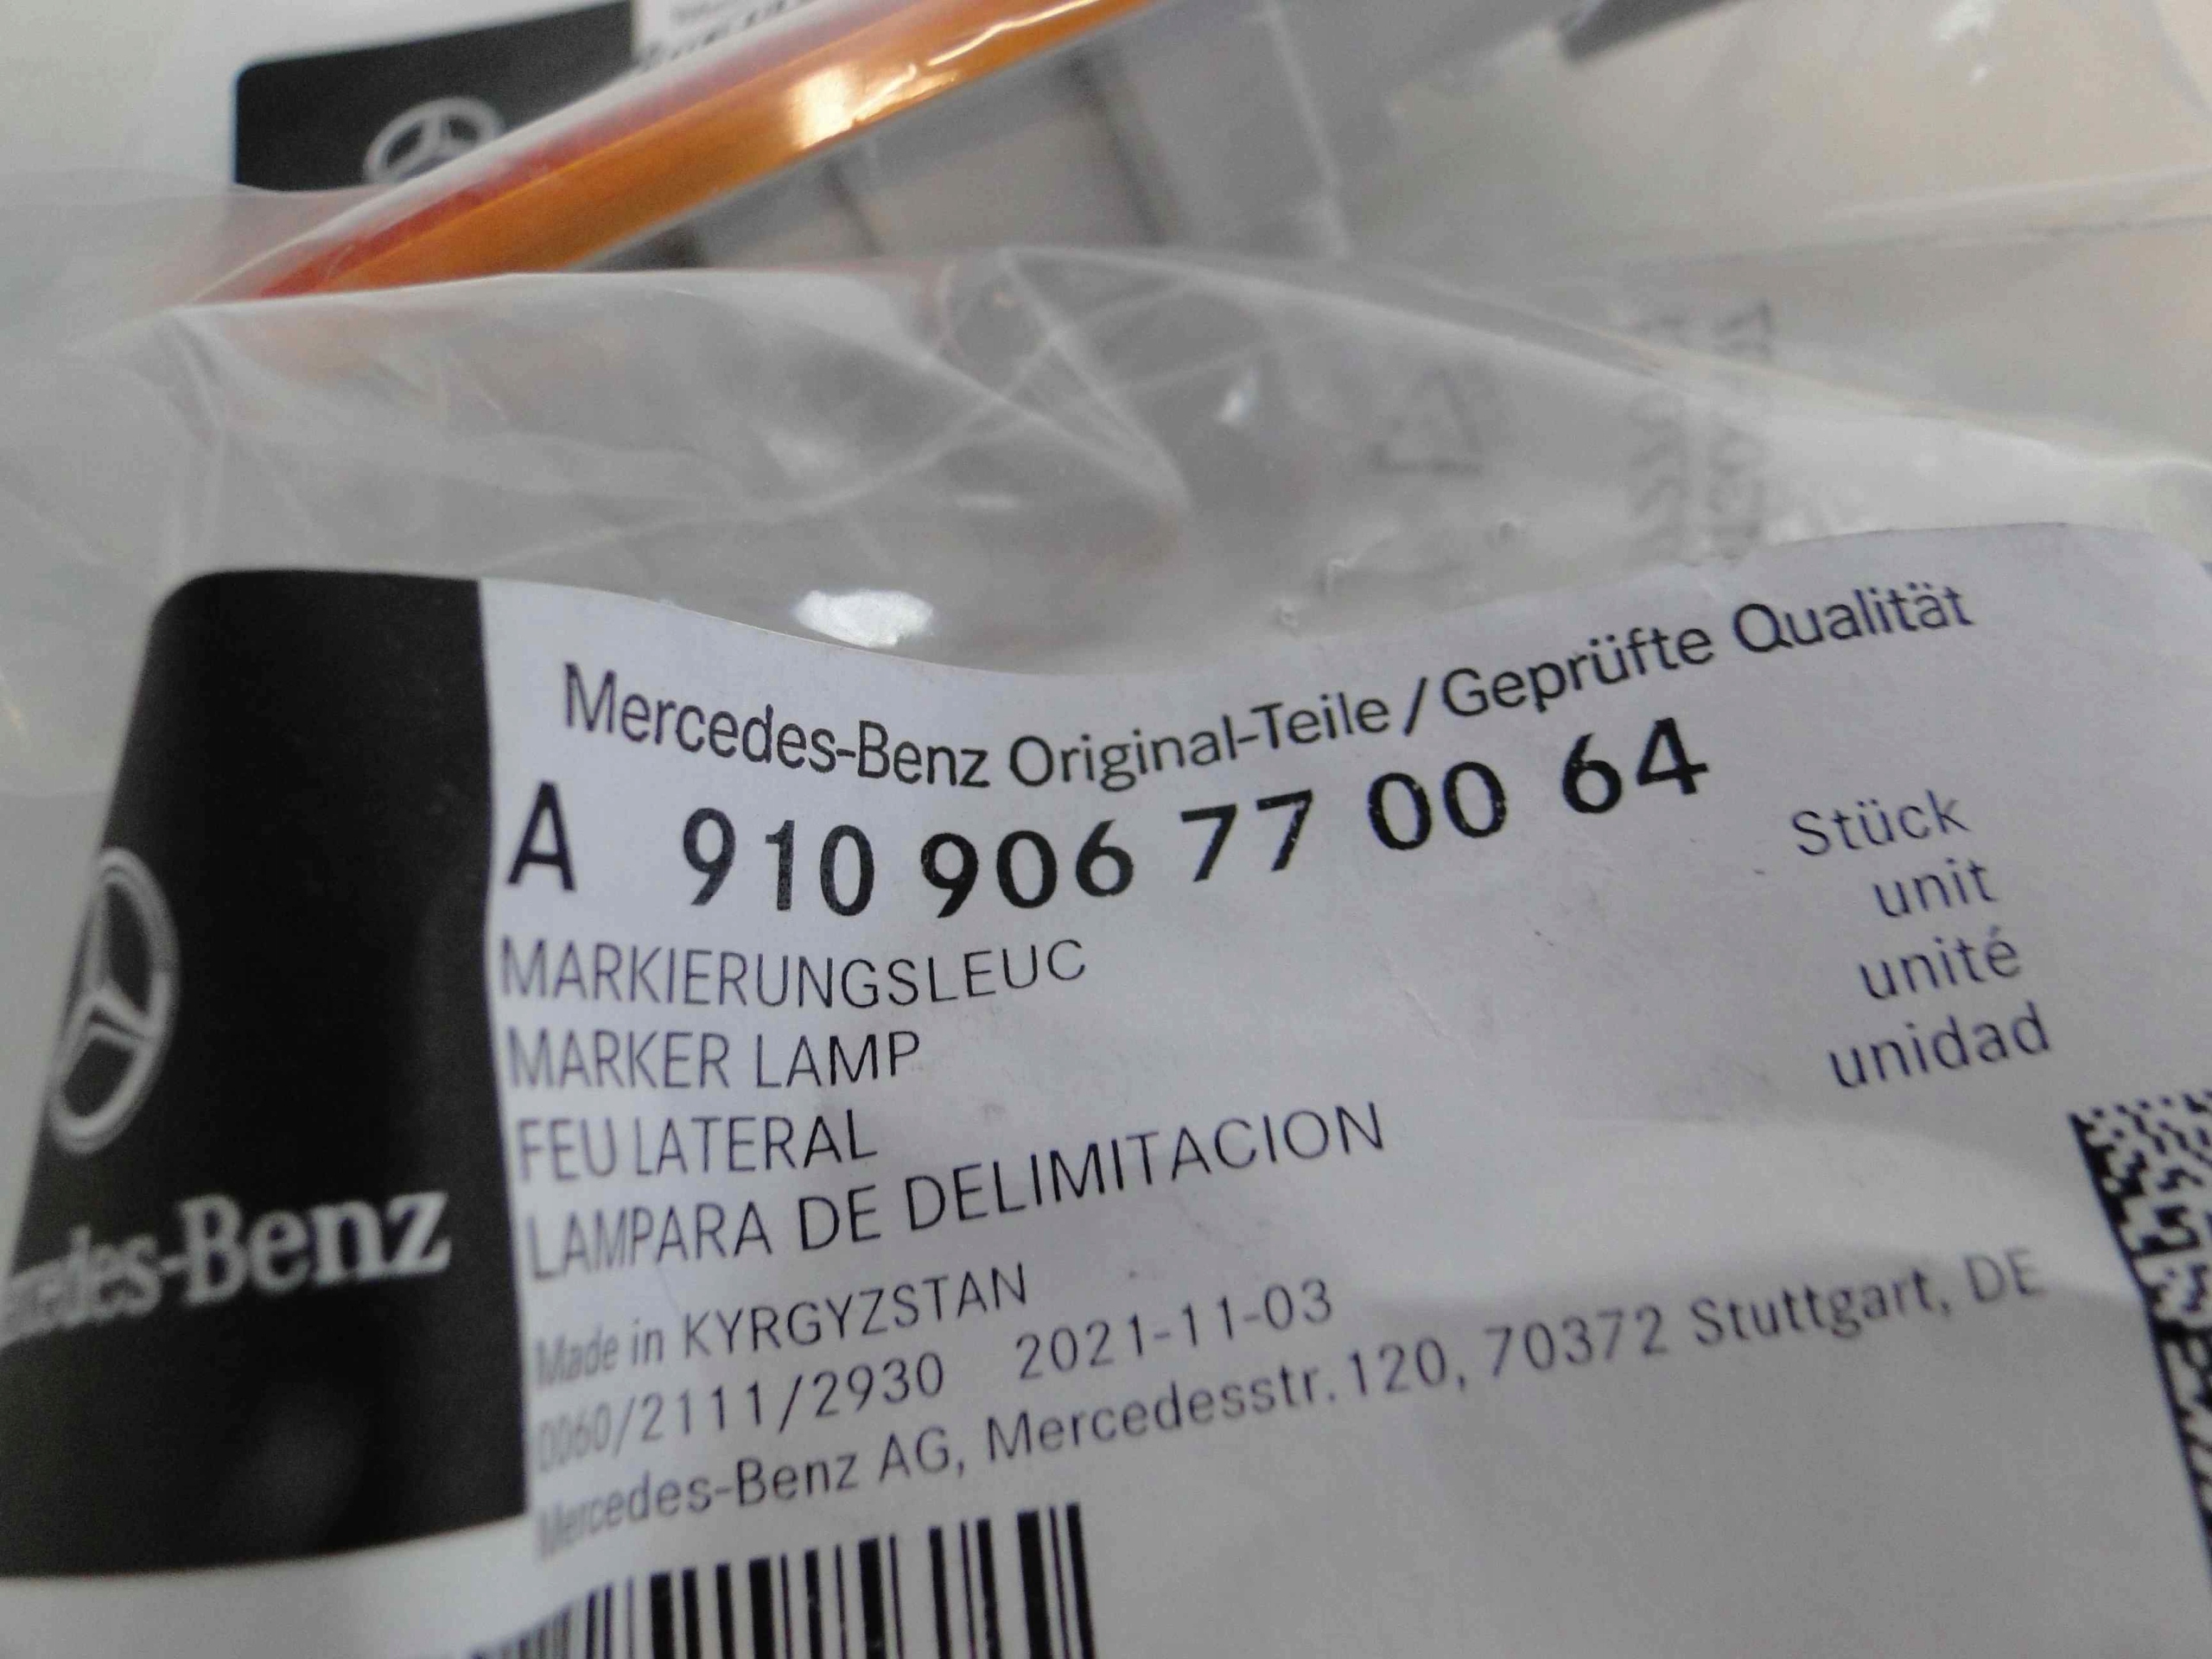 Mercedes-Benz Original-Teile/Geprüfte Qualität
A 910 906 77 00 64
Stück
unit
unité
unidad
MARKIERUNGSLEUC
MARKER LAMP
FEU LATERAL
LAMPARA DE DELIMITACION
Made in KYRGYZSTAN
0060/2111/2930 2021-11-03
Mercedes-Benz AG, Mercedesstr. 120, 70372 Stuttgart, DE
edes-Benz